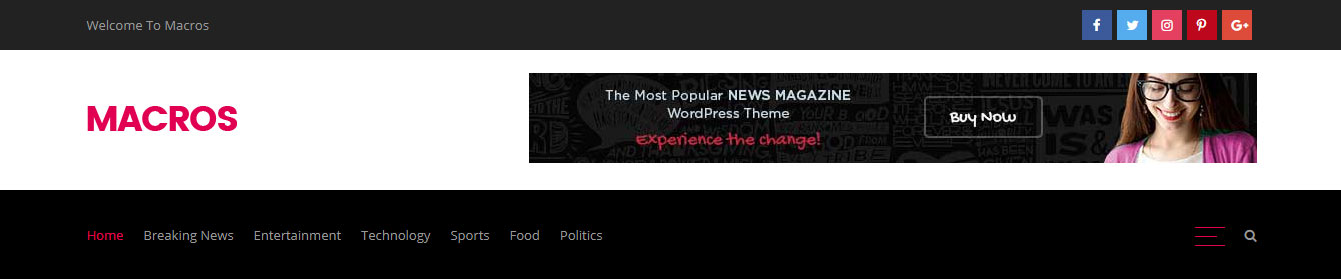 Welcome To Macros
MACROS
The Most Popular NEWS MAGAZINE
WordPress Theme
Experience the change!
BUY NOW
Home Breaking News Entertainment Technology Sports Food Politics